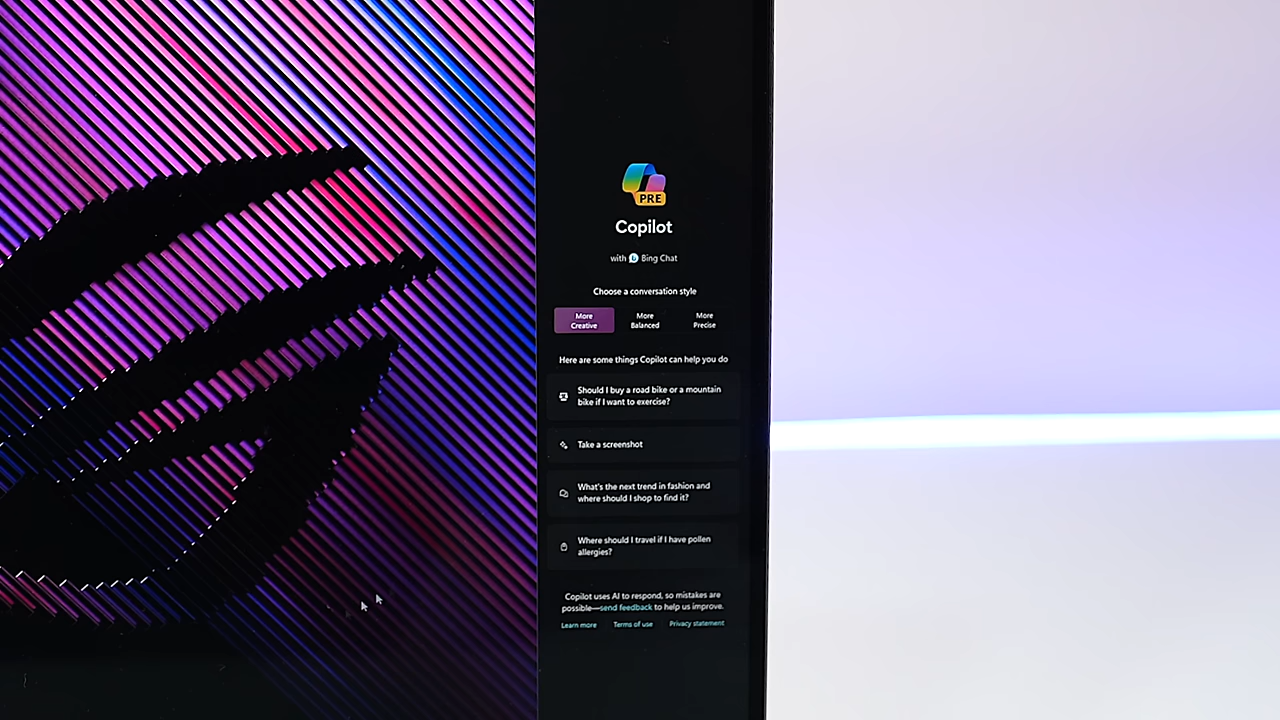 PRE
Copilot
with Bing Chat
Choose a conversation style
More
Creative
More
Balanced
More
Precise
Here are some things Copilot can help you do
Should I buy a road bike or a mountain
bike if I want to exercise?
Take a screenshot
What's the next trend in fashion and
where should I shop to find it?
Where should I travel if I have pollen
allergies?
Copilot uses AI to respond, so mistakes are
possible—send feedback to help us improve.
Learn more Terms of use Privacy statement